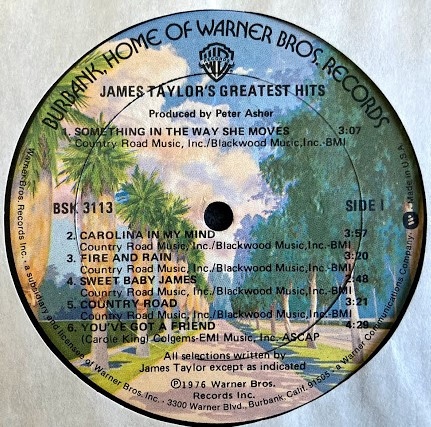 BURBANK, HOME OF WARNER BROS. RECORDS
WB
JAMES TAYLOR'S GREATEST HITS
Produced by Peter Asher
1. SOMETHING IN THE WAY SHE MOVES 3:07
Country Road Music, Inc./Blackwood Music, Inc.-BMI
BSK 3113
SIDE I
2. CAROLINA IN MY MIND 3:57
Country Road Music, Inc./Blackwood Music, Inc.-BMI
3. FIRE AND RAIN 3:20
Country Road Music, Inc./Blackwood Music, Inc.-BMI
4. SWEET BABY JAMES 2:48
Country Road Music, Inc./Blackwood Music, Inc.-BMI
5. COUNTRY ROAD 3:21
Country Road Music, Inc./Blackwood Music, Inc.-BMI
6. YOU'VE GOT A FRIEND 4:29
(Carole King) Colgems-EMI Music, Inc.-ASCAP
All selections written by
James Taylor except as indicated
Ⓟ1976 Warner Bros.
Records Inc.
Warner Bros. Records Inc., a subsidiary and licensee of Warner Bros. Inc., · 3300 Warner Blvd., Burbank, Calif. 91505 · a Warner Communications Company · Made in U.S.A.